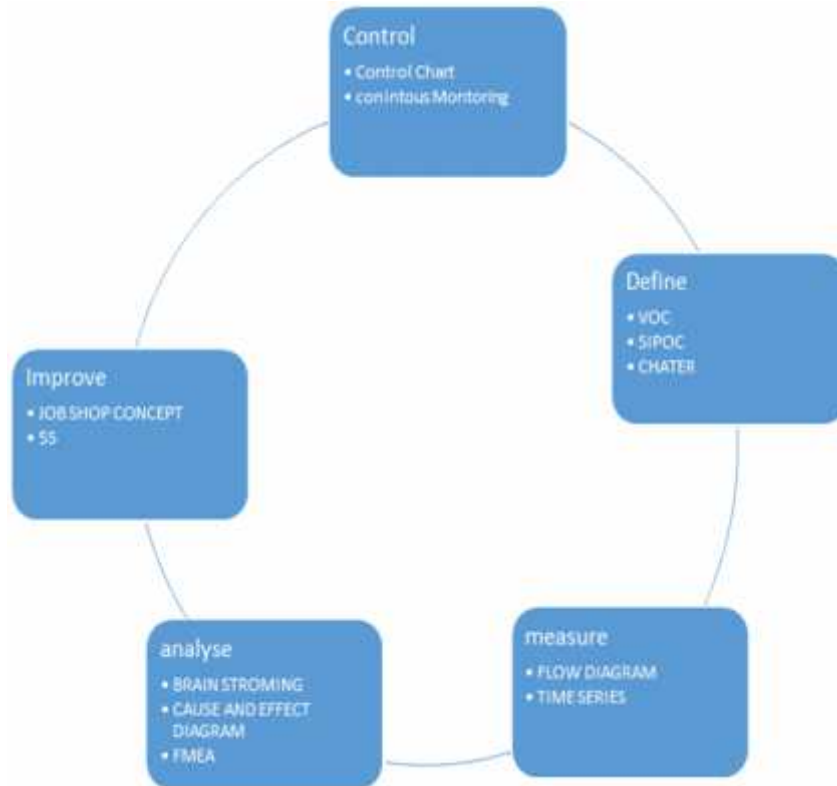 Control
• Control Chart
• conintous Montoring
Define
• VOC
• SIPOC
• CHATER
measure
• FLOW DIAGRAM
• TIME SERIES
analyse
• BRAIN STROMING
• CAUSE AND EFFECT
DIAGRAM
• FMEA
Improve
• JOB SHOP CONCEPT
• 5S